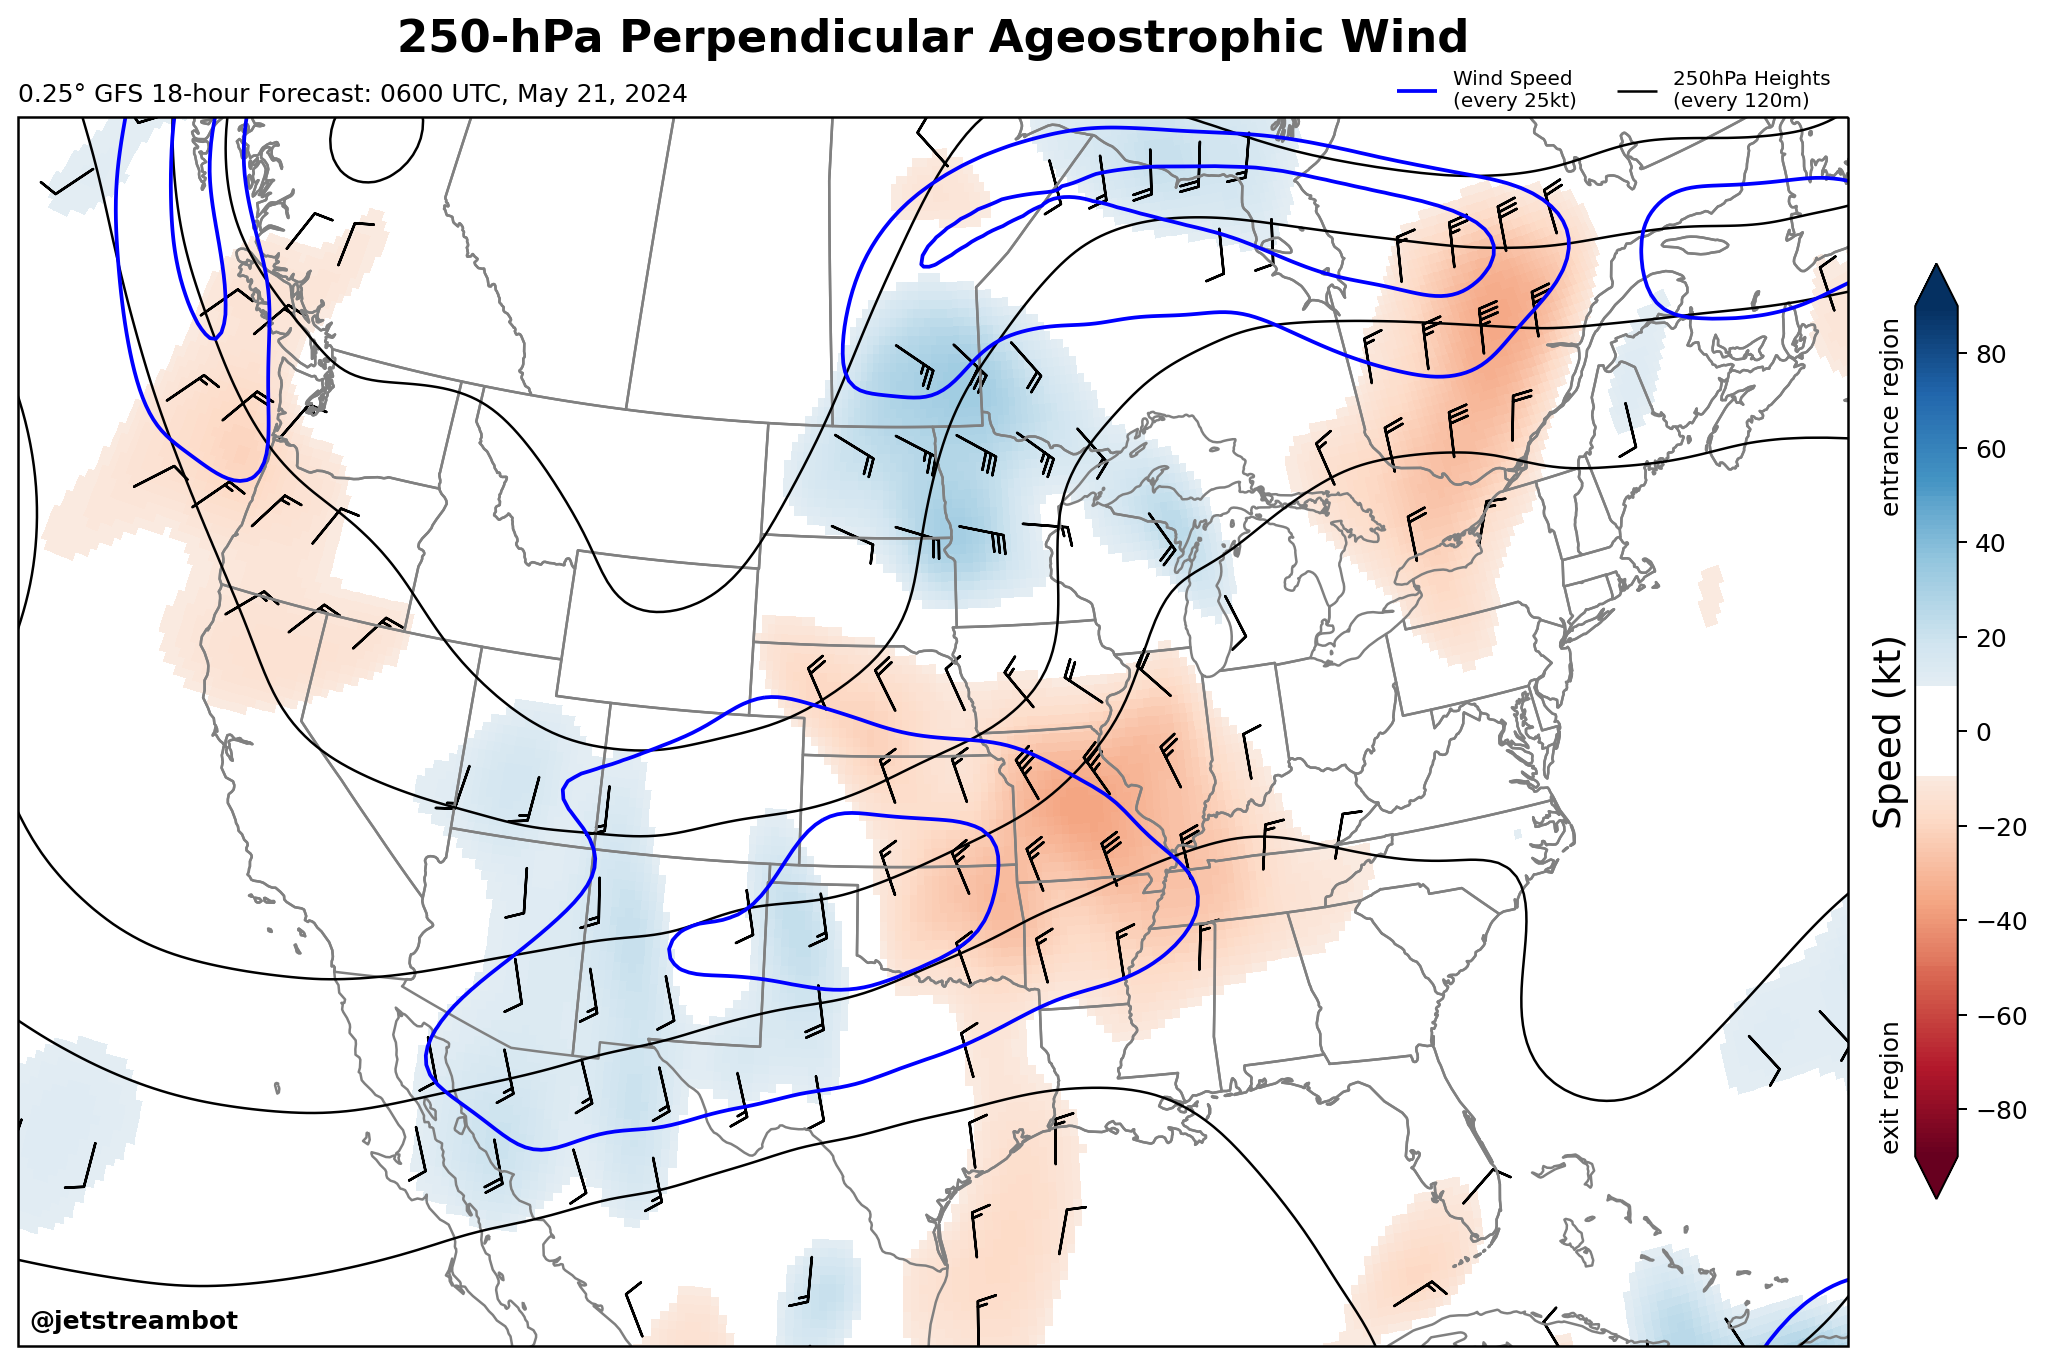 250-hPa Perpendicular Ageostrophic Wind
0.25° GFS 18-hour Forecast: 0600 UTC, May 21, 2024
Wind Speed
(every 25kt)
250hPa Heights
(every 120m)
entrance region
Speed (kt)
exit region
80
60
40
20
0
−20
−40
−60
−80
@jetstreambot